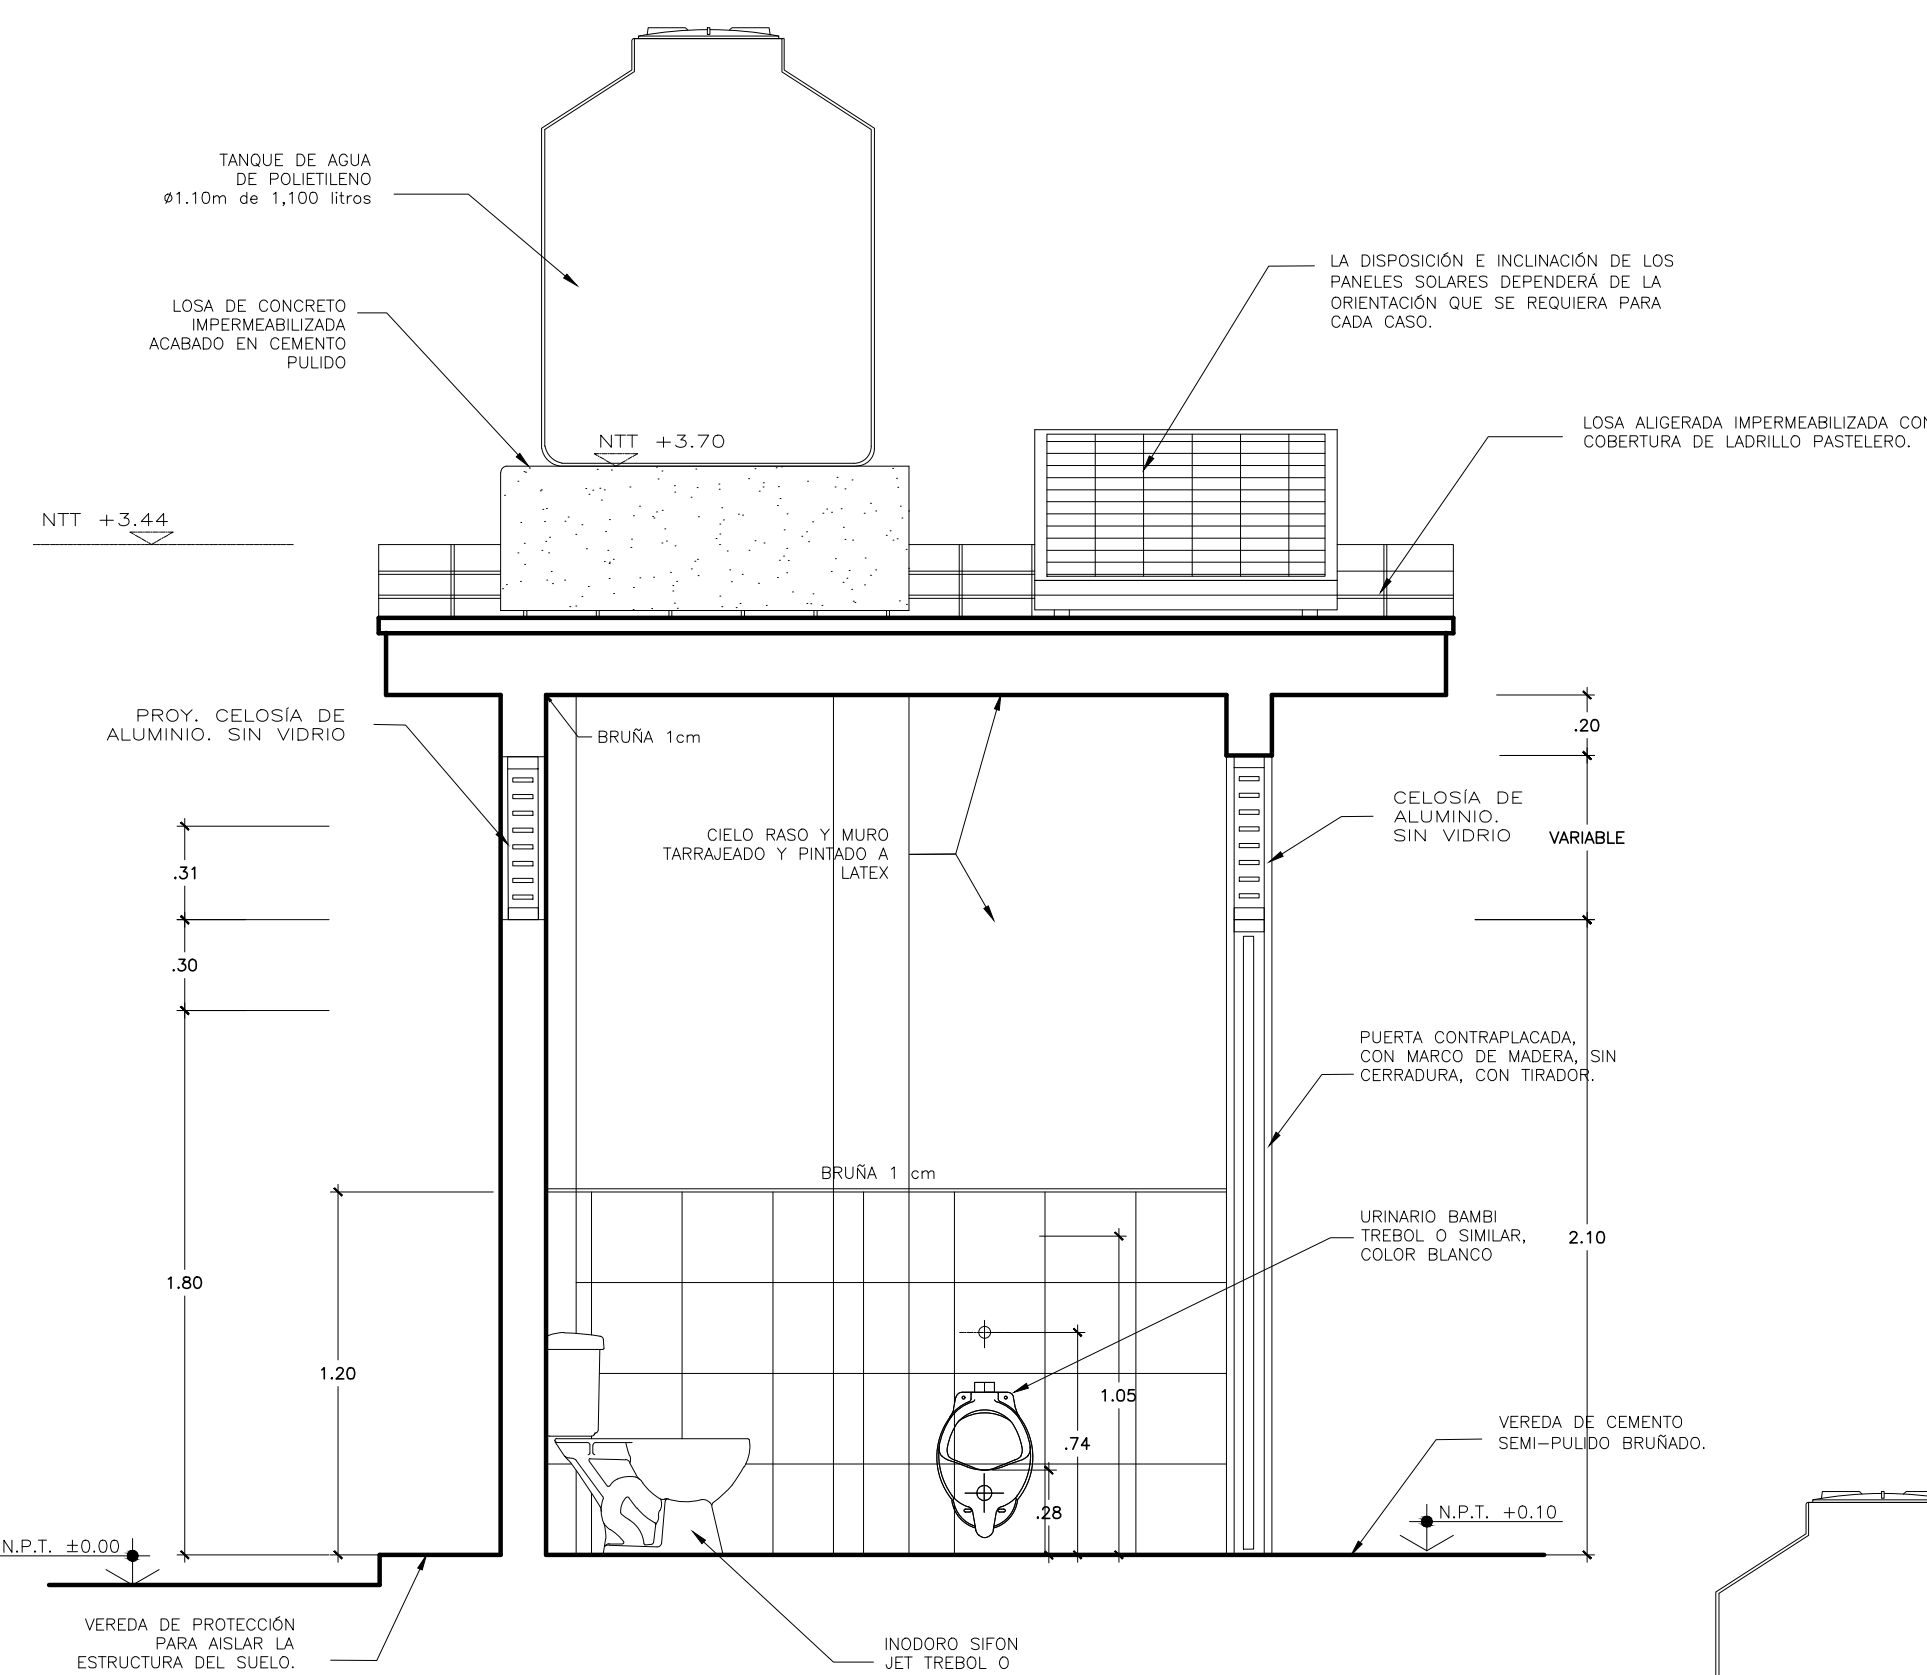 TANQUE DE AGUA
DE POLIETILENO
ø1.10m de 1,100 litros
LOSA DE CONCRETO
IMPERMEABILIZADA
ACABADO EN CEMENTO
PULIDO
LA DISPOSICIÓN E INCLINACIÓN DE LOS
PANELES SOLARES DEPENDERÁ DE LA
ORIENTACIÓN QUE SE REQUIERA PARA
CADA CASO.
LOSA ALIGERADA IMPERMEABILIZADA CON
COBERTURA DE LADRILLO PASTELERO.
NTT +3.70
NTT +3.44
PROY. CELOSÍA DE
ALUMINIO. SIN VIDRIO
BRUÑA 1cm
.20
CELOSÍA DE
ALUMINIO.
SIN VIDRIO
VARIABLE
CIELO RASO Y MURO
TARRAJEADO Y PINTADO A
LATEX
.31
.30
PUERTA CONTRAPLACADA,
CON MARCO DE MADERA, SIN
CERRADURA, CON TIRADOR.
BRUÑA 1 cm
URINARIO BAMBI
TREBOL O SIMILAR,
COLOR BLANCO
2.10
1.80
1.20
1.05
.74
.28
VEREDA DE CEMENTO
SEMI-PULIDO BRUÑADO.
N.P.T. +0.10
N.P.T. ±0.00
VEREDA DE PROTECCIÓN
PARA AISLAR LA
ESTRUCTURA DEL SUELO.
INODORO SIFON
JET TREBOL O